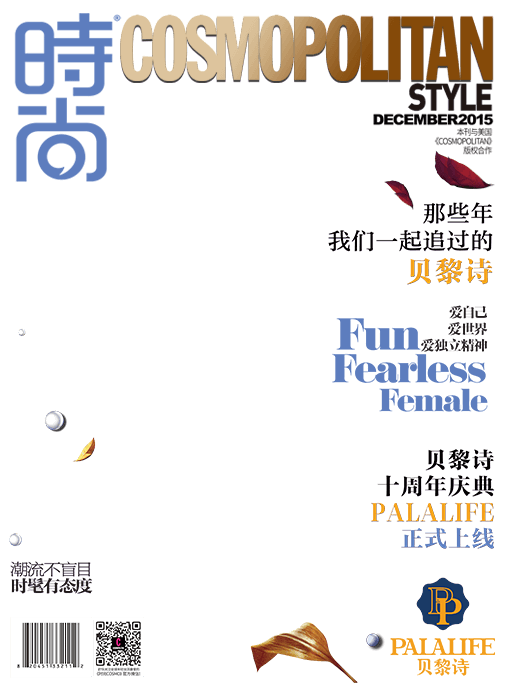 時尚
COSMOPOLITAN
STYLE
DECEMBER2015
本刊与美国
《COSMOPOLITAN》
版权合作
那些年
我们一起追过的
贝黎诗
爱自己
爱世界
爱独立精神
Fun
Fearless
Female
贝黎诗
十周年庆典
PALALIFE
正式上线
潮流不盲目
时髦有态度
PALALIFE
贝黎诗